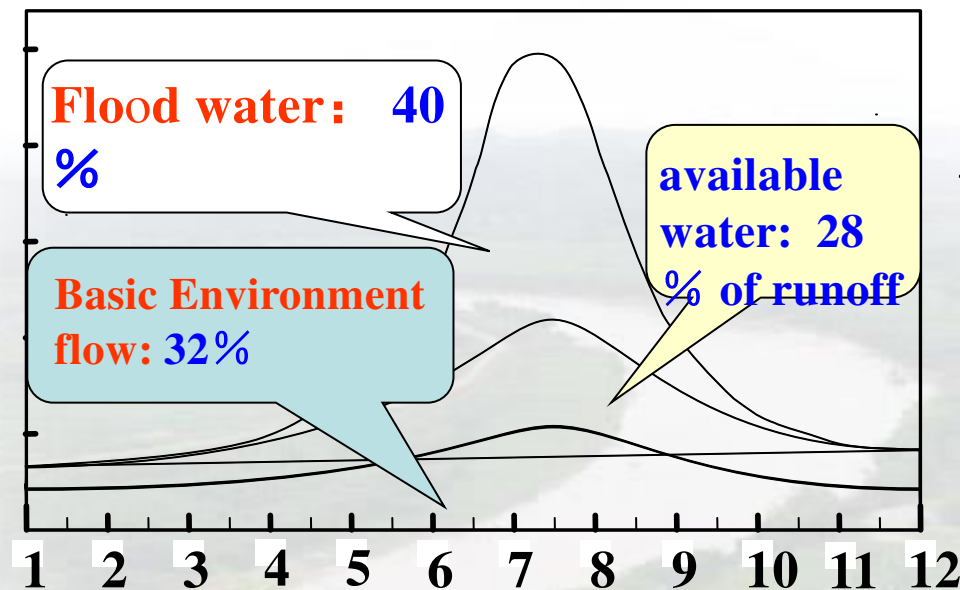 Flood water： 40
％
available
water: 28
％ of runoff
Basic Environment
flow: 32％
1 2 3 4 5 6 7 8 9 10 11 12